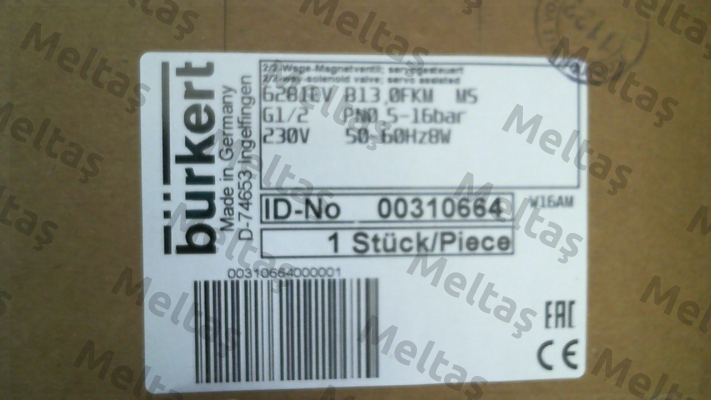 bürkert
Made in Germany
D-74653 Ingelfingen
2/2-Wege-Magnetventil; servogesteuert
2/2-way-solenoid valve; servo assisted
6281EV B13,0FKM MS
G1/2 PN0,5-16bar
230V 50-60Hz8W
ID-No 00310664
W16AM
1 Stück/Piece
00310664000001
EAC
CE
Meltaş